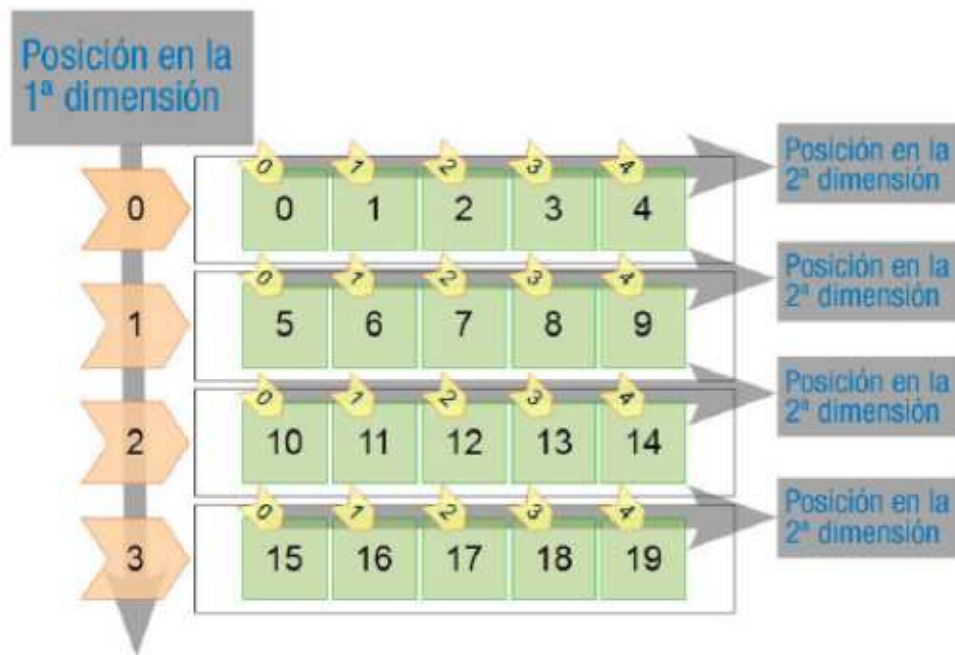 Posición en la
1ª dimensión
0 1 2 3 4
Posición en la
2ª dimensión
0
0 1 2 3 4
0 1 2 3 4
Posición en la
2ª dimensión
1
5 6 7 8 9
0 1 2 3 4
Posición en la
2ª dimensión
2
10 11 12 13 14
0 1 2 3 4
Posición en la
2ª dimensión
3
15 16 17 18 19